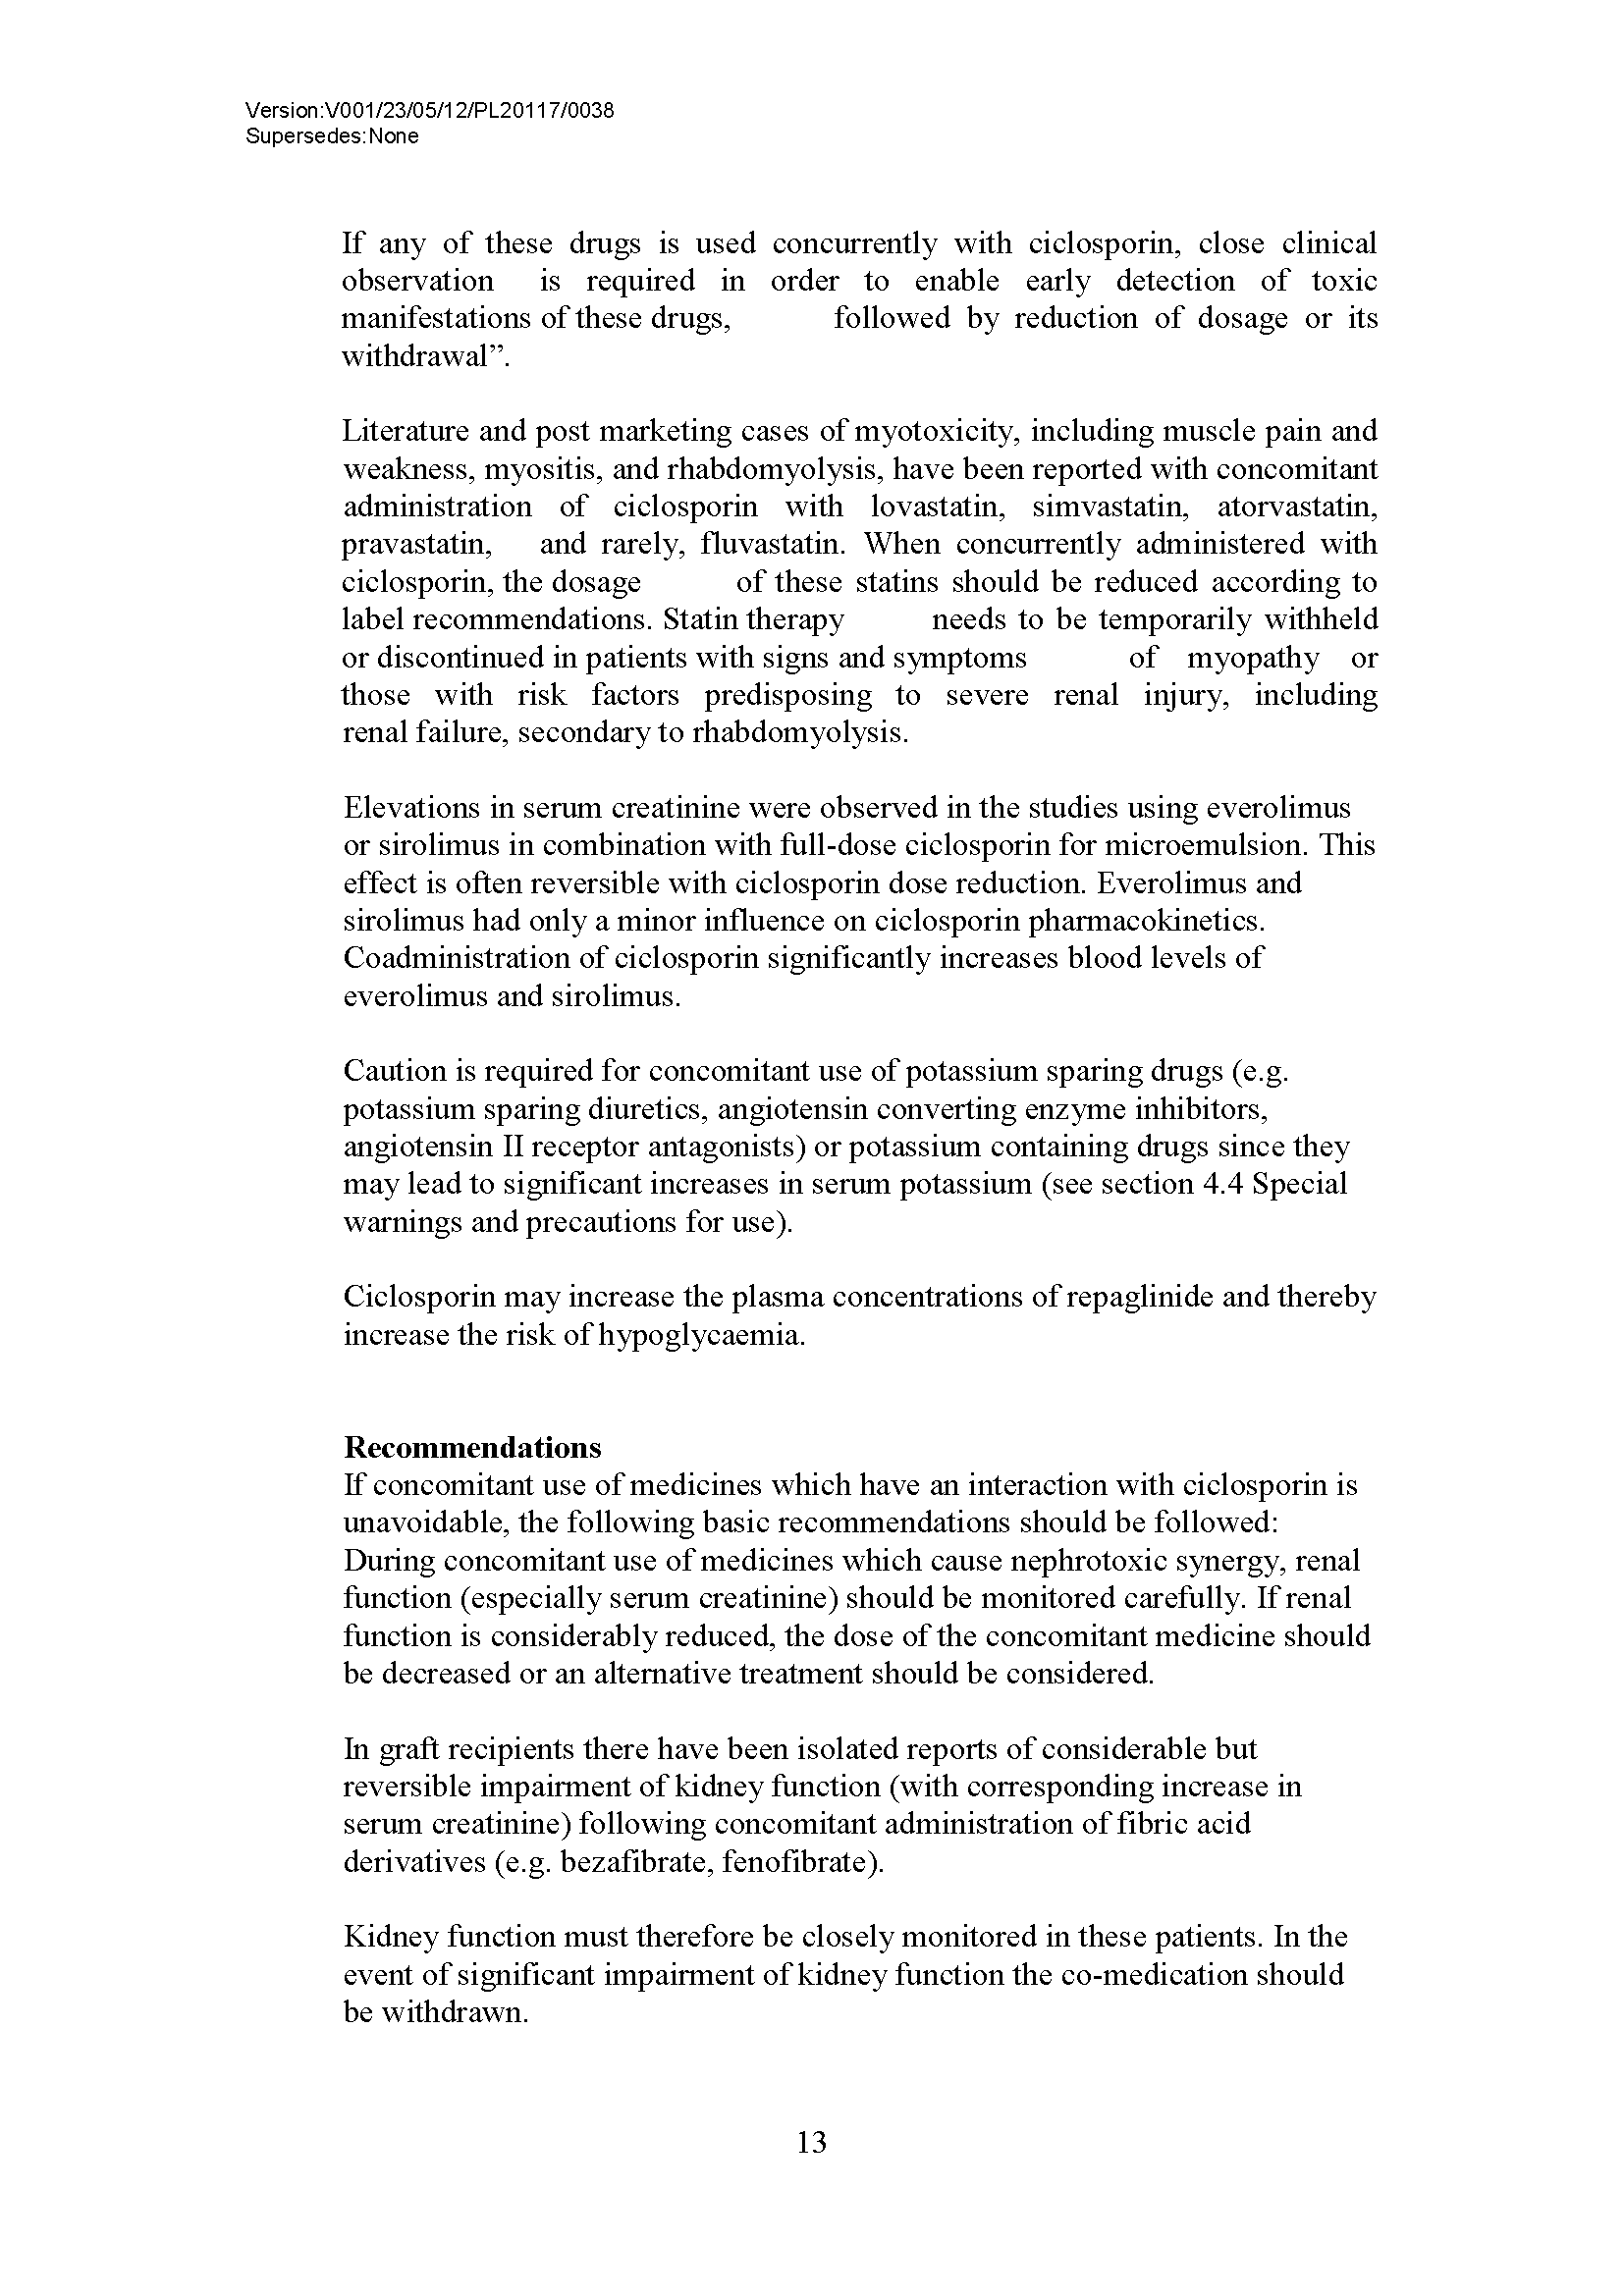 Version:V001/23/05/12/PL20117/0038
Supersedes:None
If any of these drugs is used concurrently with ciclosporin, close clinical
observation is required in order to enable early detection of toxic
manifestations of these drugs, followed by reduction of dosage or its
withdrawal”.
Literature and post marketing cases of myotoxicity, including muscle pain and
weakness, myositis, and rhabdomyolysis, have been reported with concomitant
administration of ciclosporin with lovastatin, simvastatin, atorvastatin,
pravastatin, and rarely, fluvastatin. When concurrently administered with
ciclosporin, the dosage of these statins should be reduced according to
label recommendations. Statin therapy needs to be temporarily withheld
or discontinued in patients with signs and symptoms of myopathy or
those with risk factors predisposing to severe renal injury, including
renal failure, secondary to rhabdomyolysis.
Elevations in serum creatinine were observed in the studies using everolimus
or sirolimus in combination with full-dose ciclosporin for microemulsion. This
effect is often reversible with ciclosporin dose reduction. Everolimus and
sirolimus had only a minor influence on ciclosporin pharmacokinetics.
Coadministration of ciclosporin significantly increases blood levels of
everolimus and sirolimus.
Caution is required for concomitant use of potassium sparing drugs (e.g.
potassium sparing diuretics, angiotensin converting enzyme inhibitors,
angiotensin II receptor antagonists) or potassium containing drugs since they
may lead to significant increases in serum potassium (see section 4.4 Special
warnings and precautions for use).
Ciclosporin may increase the plasma concentrations of repaglinide and thereby
increase the risk of hypoglycaemia.
Recommendations
If concomitant use of medicines which have an interaction with ciclosporin is
unavoidable, the following basic recommendations should be followed:
During concomitant use of medicines which cause nephrotoxic synergy, renal
function (especially serum creatinine) should be monitored carefully. If renal
function is considerably reduced, the dose of the concomitant medicine should
be decreased or an alternative treatment should be considered.
In graft recipients there have been isolated reports of considerable but
reversible impairment of kidney function (with corresponding increase in
serum creatinine) following concomitant administration of fibric acid
derivatives (e.g. bezafibrate, fenofibrate).
Kidney function must therefore be closely monitored in these patients. In the
event of significant impairment of kidney function the co-medication should
be withdrawn.
13